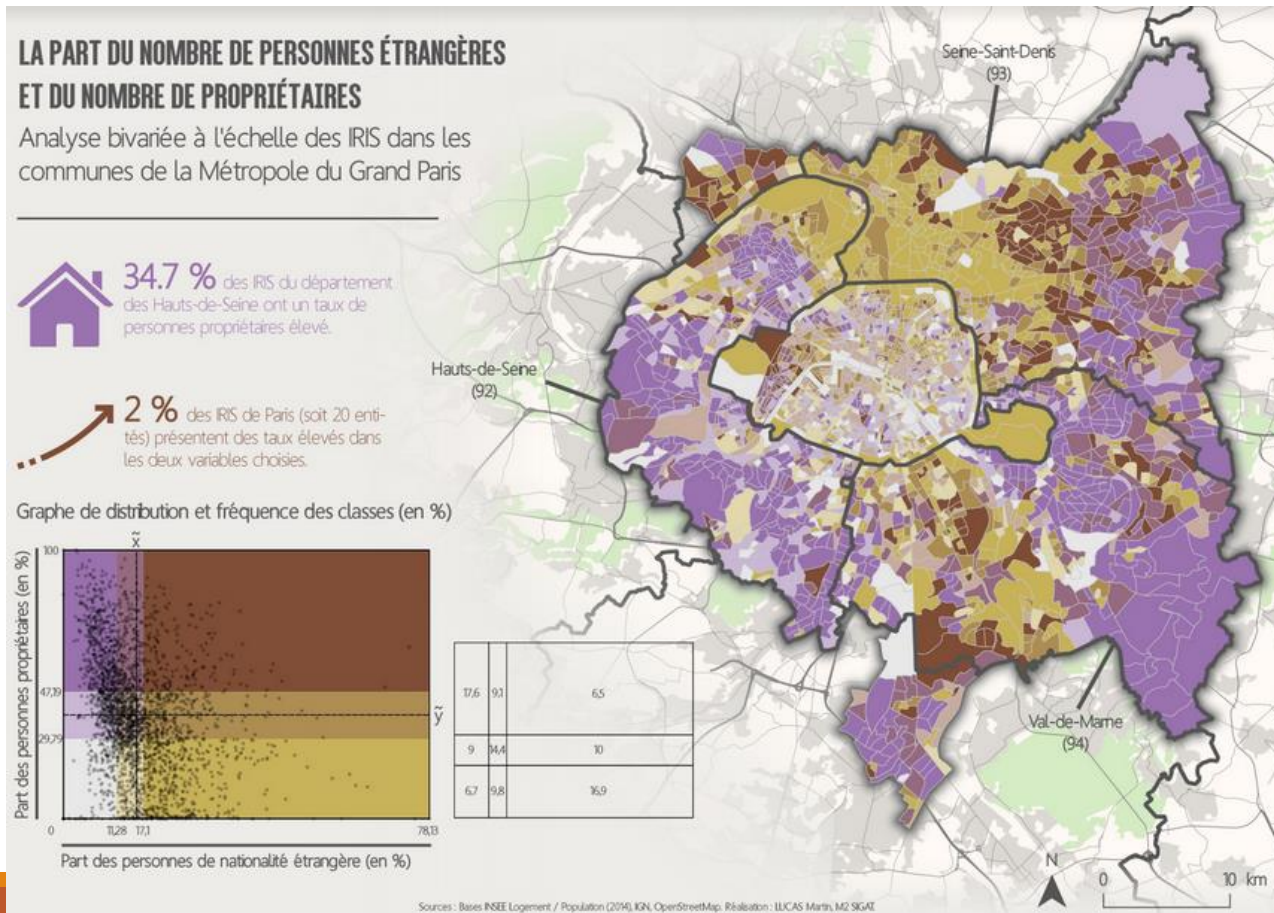 LA PART DU NOMBRE DE PERSONNES ÉTRANGÈRES
ET DU NOMBRE DE PROPRIÉTAIRES
Analyse bivariée à l'échelle des IRIS dans les
communes de la Métropole du Grand Paris
34.7 % des IRIS du département
des Hauts-de-Seine ont un taux de
personnes propriétaires élevé.
2 % des IRIS de Paris (soit 20 enti-
tés) présentent des taux élevés dans
les deux variables choisies.
Graphe de distribution et fréquence des classes (en %)
x̃
100
47,19
29,79
ỹ
Part des personnes propriétaires (en %)
0
11,28
17,1
78,13
Part des personnes de nationalité étrangère (en %)
17,6 9,1 6,5
9 14,4 10
6,7 9,8 16,9
Seine-Saint-Denis
(93)
Hauts-de-Seine
(92)
Val-de-Marne
(94)
N
0 10 km
Sources : Bases INSEE Logement / Population (2014), IGN, OpenStreetMap. Réalisation : LUCAS Martin, M2 SIGAT